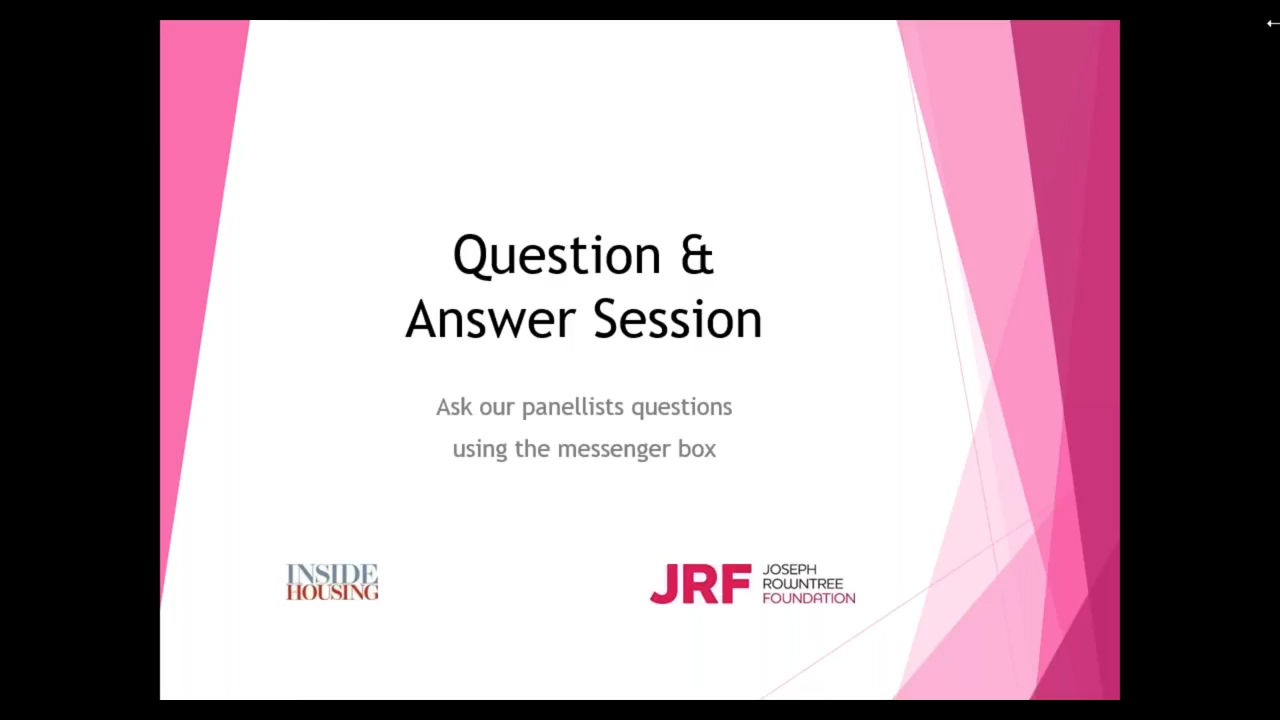 Question &
Answer Session
Ask our panellists questions
using the messenger box
INSIDE
HOUSING
JRF
JOSEPH
ROWNTREE
FOUNDATION